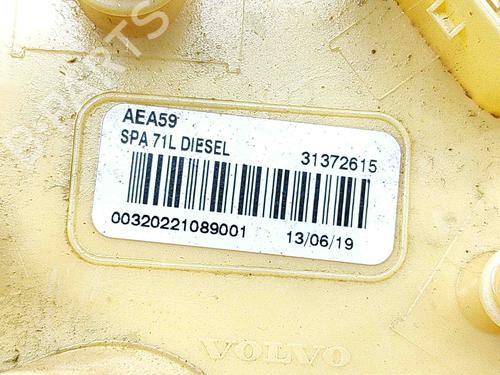 AEA59
SPA 71L DIESEL 31372615
00320221089001 13/06/19
VOLVO